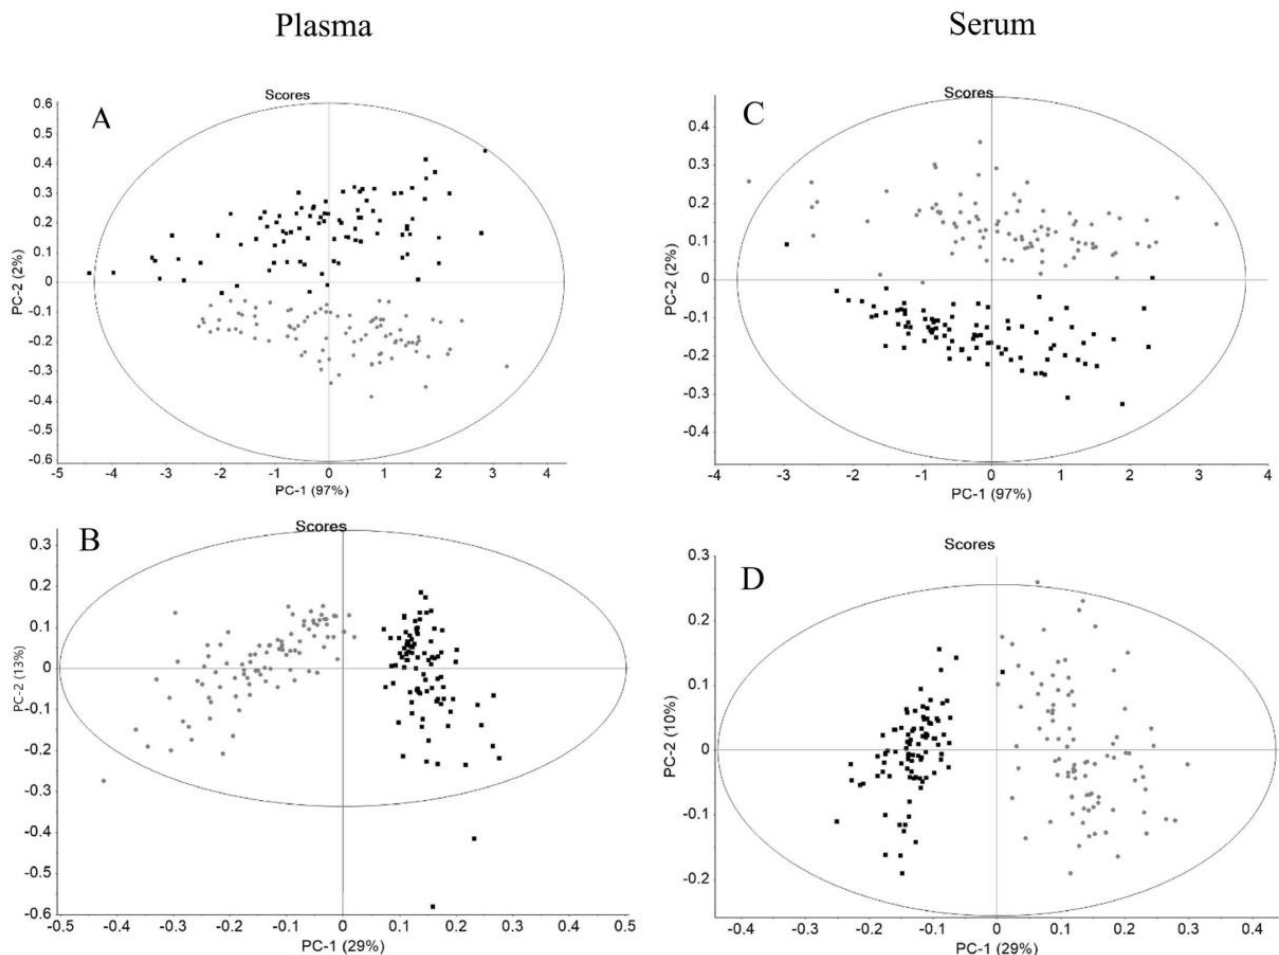 Plasma
Serum
A
Scores
0.6
0.5
0.4
0.3
0.2
0.1
0
-0.1
-0.2
-0.3
-0.4
-0.5
-0.6
PC-2 (2%)
-5 -4 -3 -2 -1 0 1 2 3 4
PC-1 (97%)
C
Scores
0.4
0.3
0.2
0.1
0
-0.1
-0.2
-0.3
-0.4
PC-2 (2%)
-4 -3 -2 -1 0 1 2 3 4
PC-1 (97%)
B
Scores
0.3
0.2
0.1
0
-0.1
-0.2
-0.3
-0.4
-0.5
-0.6
PC-2 (13%)
-0.5 -0.4 -0.3 -0.2 -0.1 0 0.1 0.2 0.3 0.4 0.5
PC-1 (29%)
D
Scores
0.3
0.2
0.1
0
-0.1
-0.2
PC-2 (10%)
-0.4 -0.3 -0.2 -0.1 0 0.1 0.2 0.3 0.4
PC-1 (29%)